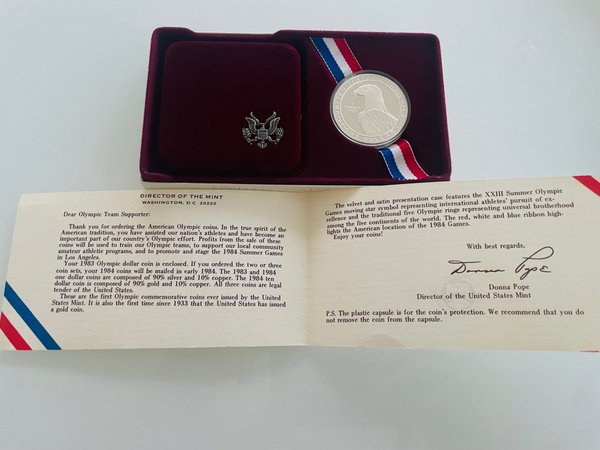 DIRECTOR OF THE MINT
WASHINGTON, D.C. 20220
Dear Olympic Team Supporter:
Thank you for ordering the American Olympic coins. In the true spirit of the
American tradition, you have assisted our nation's athletes and have become an
important part of our country's Olympic effort. Profits from the sale of these
coins will be used to train our Olympic teams, to support our local community
amateur athletic programs, and to promote and stage the 1984 Summer Games
in Los Angeles.
Your 1983 Olympic dollar coin is enclosed. If you ordered the two or three
coin sets, your 1984 coins will be mailed in early 1984. The 1983 and 1984
one dollar coins are composed of 90% silver and 10% copper. The 1984 ten
dollar coin is composed of 90% gold and 10% copper. All three coins are legal
tender of the United States.
These are the first Olympic commemorative coins ever issued by the United
States Mint. It is also the first time since 1933 that the United States has issued
a gold coin.
The velvet and satin presentation case features the XXIII Summer Olympic
Games moving star symbol representing international athletes' pursuit of ex-
cellence and the traditional five Olympic rings representing universal brotherhood
among the five continents of the world. The red, white and blue ribbon high-
lights the American location of the 1984 Games.
Enjoy your coins!
With best regards,
Donna Pope
Donna Pope
Director of the United States Mint
P.S. The plastic capsule is for the coin's protection. We recommend that you do
not remove the coin from the capsule.